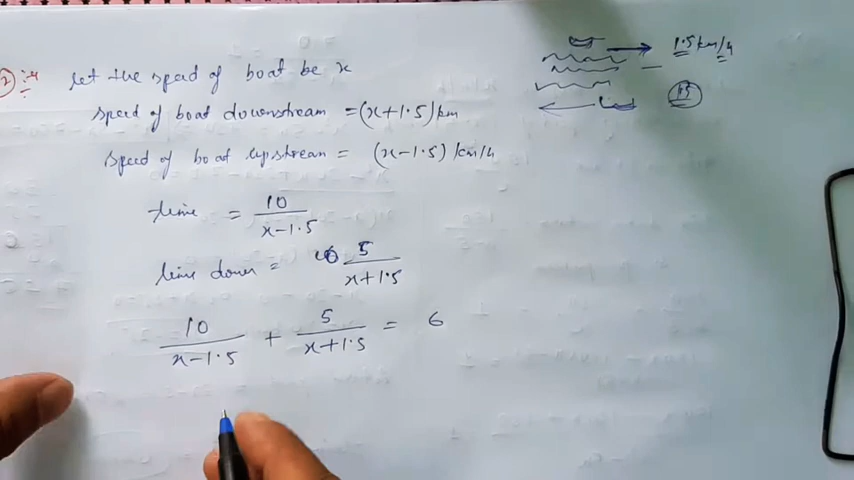 2) :-
let the speed of boat be x
speed of boat downstream = (x+1.5) km
speed of boat upstream = (x-1.5) km/h
time = 10/(x-1.5)
time down = 5/(x+1.5)
10/(x-1.5) + 5/(x+1.5) = 6
1.5 km/h